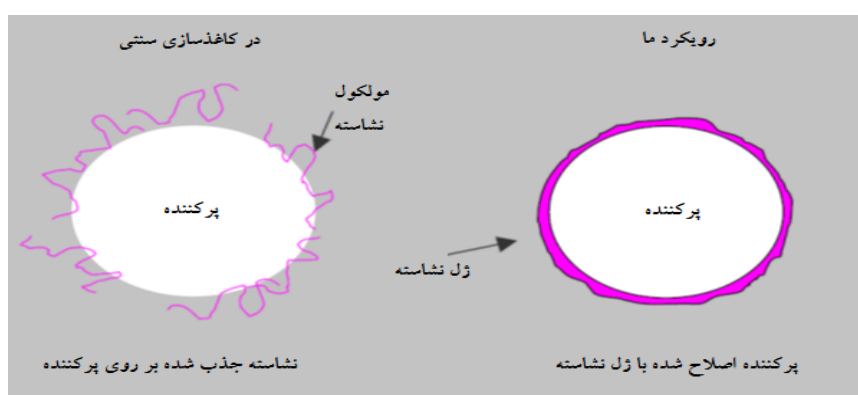 در کاغذسازی سنتی
رویکرد ما
مولکول
نشاسته
پرکننده
پرکننده
ژل نشاسته
نشاسته جذب شده بر روی پرکننده
پرکننده اصلاح شده با ژل نشاسته